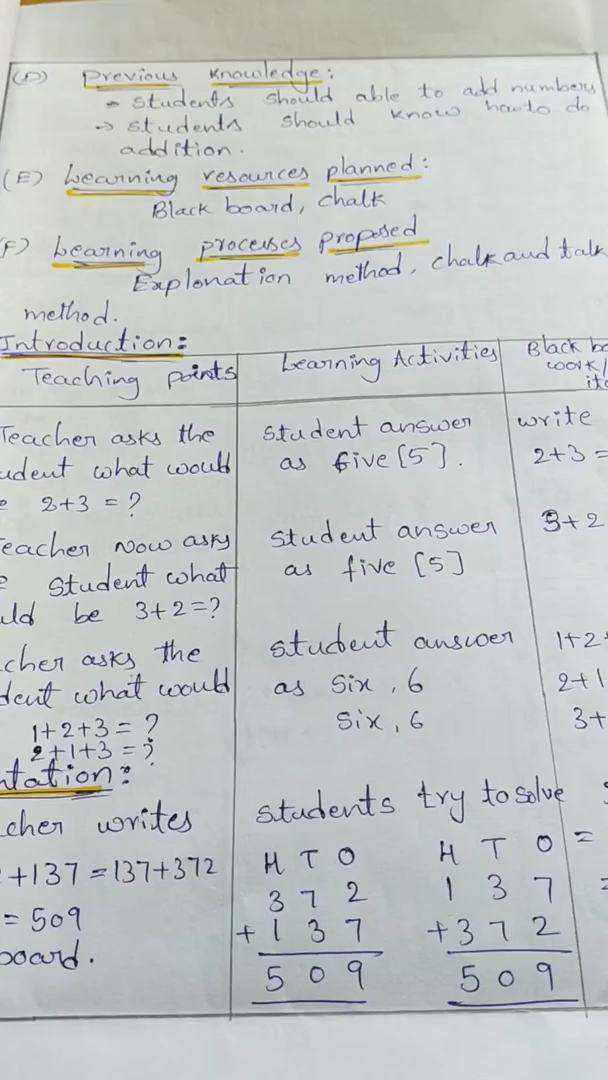 (D) Previous Knowledge:
→ students should able to add numbers
→ students should know howto do
addition.
(E) Learning resources planned:
Black board, chalk
F) Learning processes proposed
Explonation method, chalk and talk
method.
Introduction:
Teaching points
Learning Activities
Black bo
work/
ite
Teacher asks the
udent what would
e 2+3 = ?
student answer
as five [5].
write
2+3 =
eacher Now asks
e student what
uld be 3+2=?
student answer
as five [5]
3+2
cher asks the
dent what would
1+2+3 = ?
2+1+3 = ?
student answer
as six, 6
six, 6
1+2+
2+1
3+
ntation:
cher writes
+137 = 137+372
= 509
board.
students try to solve
H T O
3 7 2
+ 1 3 7
5 0 9
H T O
1 3 7
+ 3 7 2
5 0 9
=
=